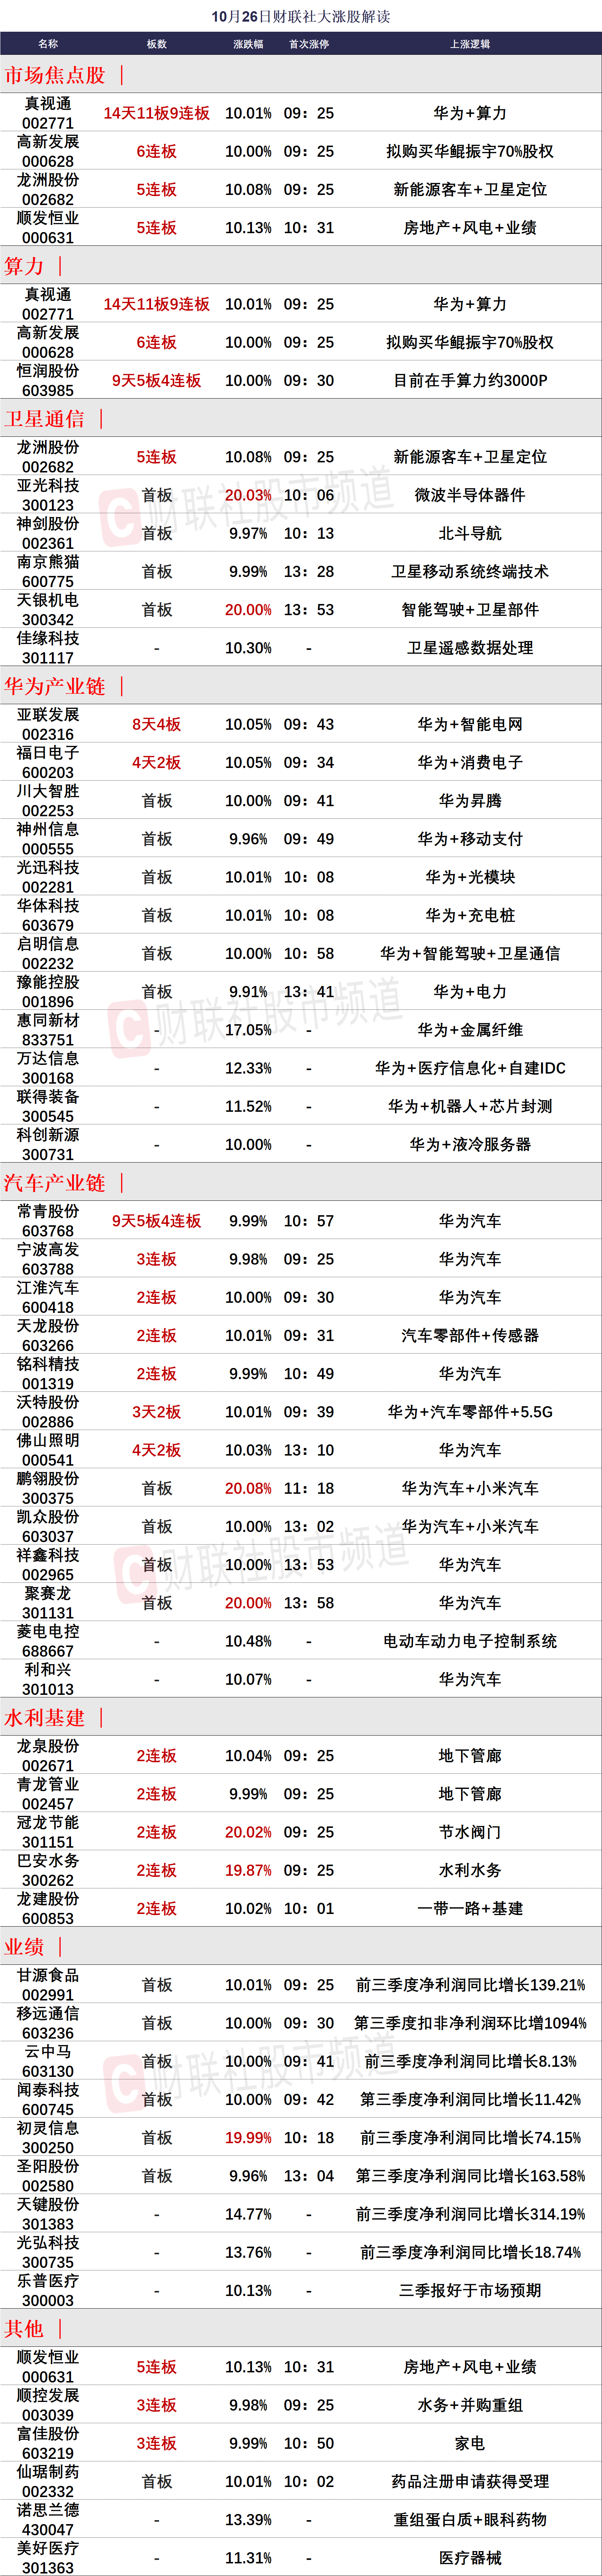 10月26日财联社大涨股解读
名称 板数 涨跌幅 首次涨停 上涨逻辑
市场焦点股
真视通 002771 14天11板9连板 10.01% 09: 25 华为+算力
高新发展 000628 6连板 10.00% 09: 25 拟购买华鲲振宇70%股权
龙洲股份 002682 5连板 10.08% 09: 25 新能源客车+卫星定位
顺发恒业 000631 5连板 10.13% 10: 31 房地产+风电+业绩
算力
真视通 002771 14天11板9连板 10.01% 09: 25 华为+算力
高新发展 000628 6连板 10.00% 09: 25 拟购买华鲲振宇70%股权
恒润股份 603985 9天5板4连板 10.00% 09: 30 目前在手算力约3000P
卫星通信
龙洲股份 002682 5连板 10.08% 09: 25 新能源客车+卫星定位
亚光科技 300123 首板 20.03% 10: 06 微波半导体器件
神剑股份 002361 首板 9.97% 10: 13 北斗导航
南京熊猫 600775 首板 9.99% 13: 28 卫星移动系统终端技术
天银机电 300342 首板 20.00% 13: 53 智能驾驶+卫星部件
佳缘科技 301117 - 10.30% - 卫星遥感数据处理
华为产业链
亚联发展 002316 8天4板 10.05% 09: 43 华为+智能电网
福日电子 600203 4天2板 10.05% 09: 34 华为+消费电子
川大智胜 002253 首板 10.00% 09: 41 华为昇腾
神州信息 000555 首板 9.96% 09: 49 华为+移动支付
光迅科技 002281 首板 10.01% 10: 08 华为+光模块
华体科技 603679 首板 10.01% 10: 08 华为+充电桩
启明信息 002232 首板 10.00% 10: 58 华为+智能驾驶+卫星通信
豫能控股 001896 首板 9.91% 13: 41 华为+电力
惠同新材 833751 - 17.05% - 华为+金属纤维
万达信息 300168 - 12.33% - 华为+医疗信息化+自建IDC
联得装备 300545 - 11.52% - 华为+机器人+芯片封测
科创新源 300731 - 10.00% - 华为+液冷服务器
汽车产业链
常青股份 603768 9天5板4连板 9.99% 10: 57 华为汽车
宁波高发 603788 3连板 9.98% 09: 25 华为汽车
江淮汽车 600418 2连板 10.00% 09: 30 华为汽车
天龙股份 603266 2连板 10.01% 09: 31 汽车零部件+传感器
铭科精技 001319 2连板 9.99% 10: 49 华为汽车
沃特股份 002886 3天2板 10.01% 09: 39 华为+汽车零部件+5.5G
佛山照明 000541 4天2板 10.03% 13: 10 华为汽车
鹏翎股份 300375 首板 20.08% 11: 18 华为汽车+小米汽车
凯众股份 603037 首板 10.00% 13: 02 华为汽车+小米汽车
祥鑫科技 002965 首板 10.00% 13: 53 华为汽车
聚赛龙 301131 首板 20.00% 13: 58 华为汽车
菱电电控 688667 - 10.48% - 电动车动力电子控制系统
利和兴 301013 - 10.07% - 华为汽车
水利基建
龙泉股份 002671 2连板 10.04% 09: 25 地下管廊
青龙管业 002457 2连板 9.99% 09: 25 地下管廊
冠龙节能 301151 2连板 20.02% 09: 25 节水阀门
巴安水务 300262 2连板 19.87% 09: 25 水利水务
龙建股份 600853 2连板 10.02% 10: 01 一带一路+基建
业绩
甘源食品 002991 首板 10.01% 09: 25 前三季度净利润同比增长139.21%
移远通信 603236 首板 10.00% 09: 30 第三季度扣非净利润环比增1094%
云中马 603130 首板 10.00% 09: 41 前三季度净利润同比增长8.13%
闻泰科技 600745 首板 10.00% 09: 42 第三季度净利润同比增长11.42%
初灵信息 300250 首板 19.99% 10: 18 前三季度净利润同比增长74.15%
圣阳股份 002580 首板 9.96% 13: 04 第三季度净利润同比增长163.58%
天键股份 301383 - 14.77% - 前三季度净利润同比增长314.19%
光弘科技 300735 - 13.76% - 前三季度净利润同比增长18.74%
乐普医疗 300003 - 10.13% - 三季报好于市场预期
其他
顺发恒业 000631 5连板 10.13% 10: 31 房地产+风电+业绩
顺控发展 003039 3连板 9.98% 09: 25 水务+并购重组
富佳股份 603219 3连板 9.99% 10: 50 家电
仙琚制药 002332 首板 10.01% 10: 02 药品注册申请获得受理
诺思兰德 430047 - 13.39% - 重组蛋白质+眼科药物
美好医疗 301363 - 11.31% - 医疗器械
财联社股市频道
财联社股市频道
财联社股市频道
财联社股市频道